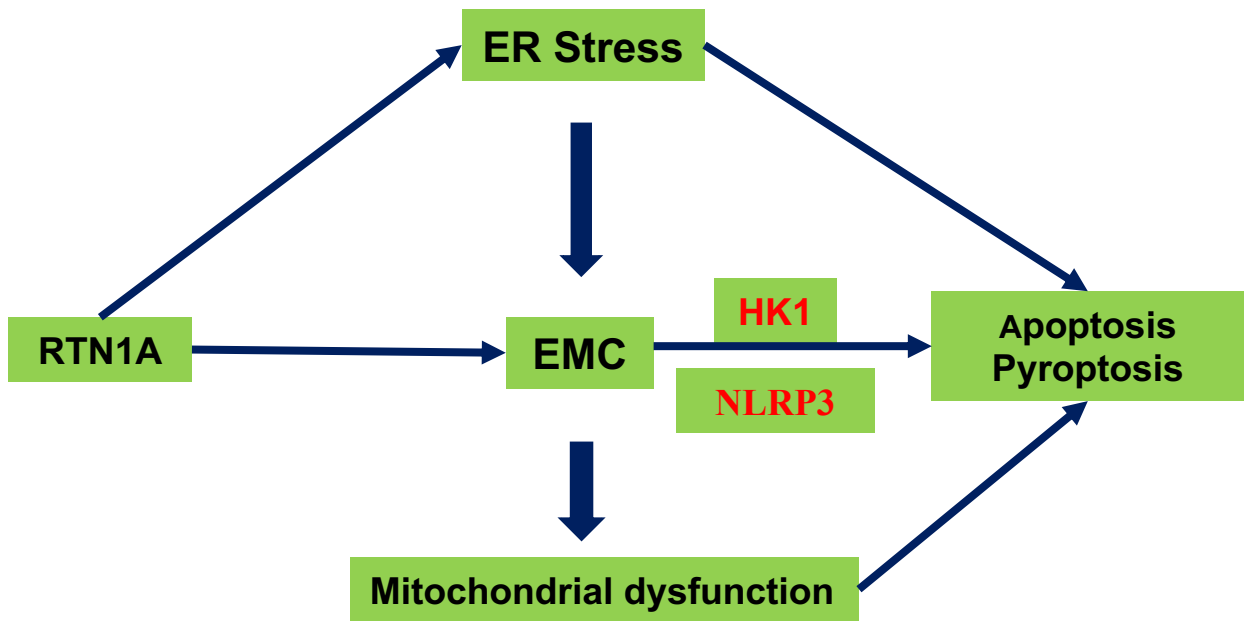 ER Stress
HK1
RTN1A
EMC
Apoptosis
Pyroptosis
NLRP3
Mitochondrial dysfunction